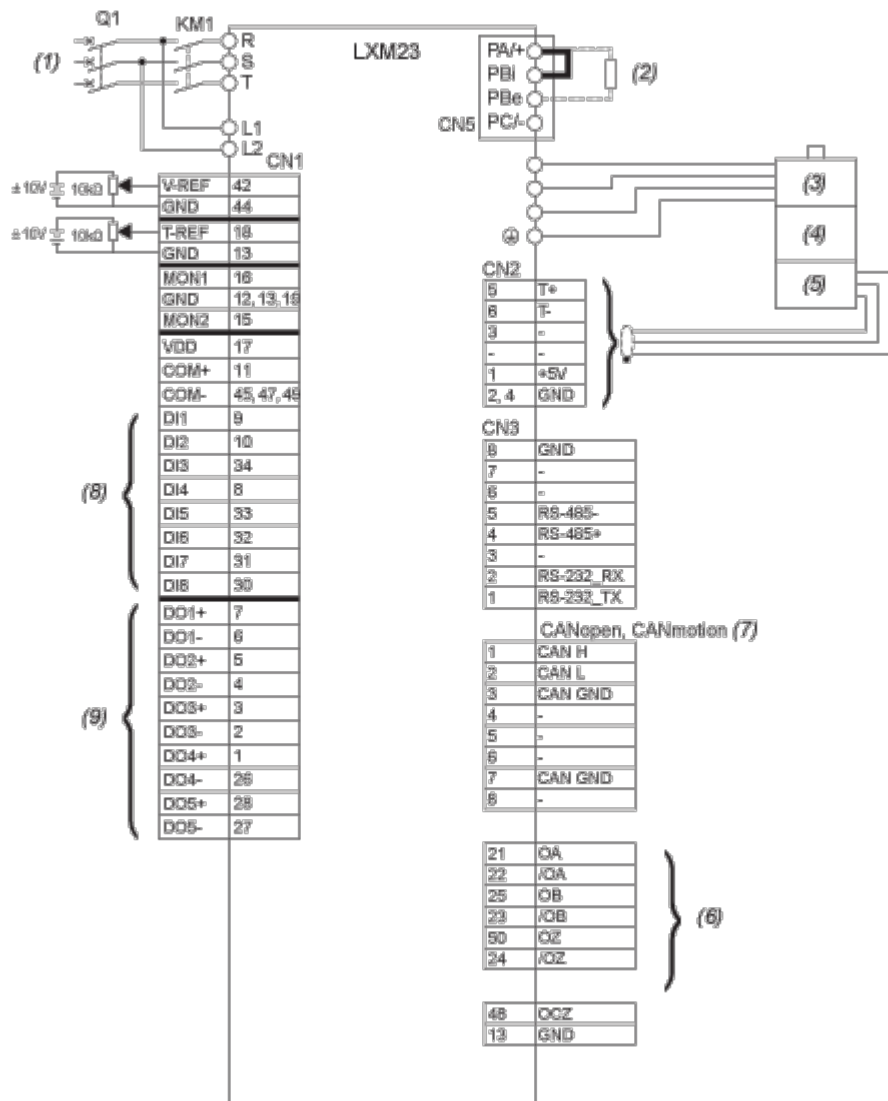 Q1
KM1
(1)
R
S
T
L1
L2
LXM23
PA/+
PBi
PBe
PC/-
CN5
(2)
CN1
±10V 10kΩ
V-REF 42
GND 44
±10V 10kΩ
T-REF 18
GND 13
MON1 16
GND 12, 13, 19
MON2 15
VDD 17
COM+ 11
COM- 45, 47, 49
(8)
DI1 9
DI2 10
DI3 34
DI4 8
DI5 33
DI6 32
DI7 31
DI8 30
(9)
DO1+ 7
DO1- 6
DO2+ 5
DO2- 4
DO3+ 3
DO3- 2
DO4+ 1
DO4- 26
DO5+ 28
DO5- 27
(3)
(4)
(5)
CN2
5 T+
6 T-
3 -
- -
1 +5V
2, 4 GND
CN3
8 GND
7 -
6 -
5 RS-485-
4 RS-485+
3 -
2 RS-232_RX
1 RS-232_TX
CANopen, CANmotion (7)
1 CAN H
2 CAN L
3 CAN GND
4 -
5 -
6 -
7 CAN GND
8 -
21 OA
22 /OA
25 OB
23 /OB
50 OZ
24 /OZ
(6)
48 OCZ
13 GND